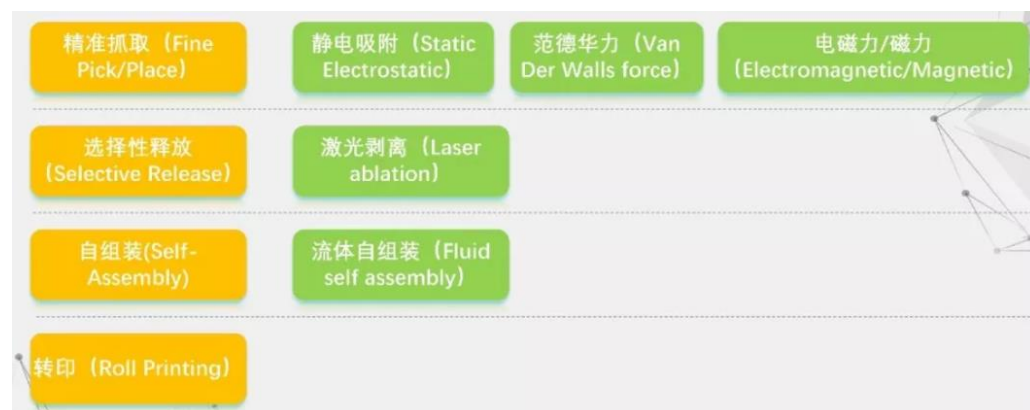 精准抓取（Fine
Pick/Place）
静电吸附（Static
Electrostatic）
范德华力（Van
Der Walls force）
电磁力/磁力
（Electromagnetic/Magnetic）
选择性释放
（Selective Release）
激光剥离（Laser
ablation）
自组装(Self-
Assembly)
流体自组装（Fluid
self assembly）
转印（Roll Printing）